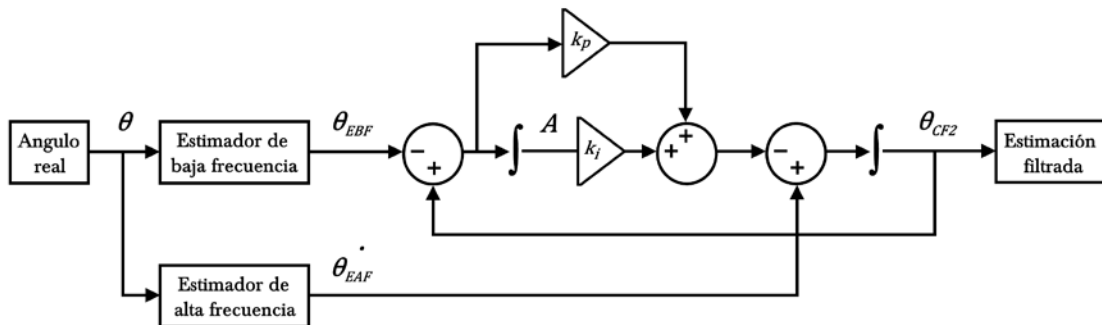 Angulo
real
θ
Estimador de
baja frecuencia
θ_EBF
−
+
∫
A
k_p
k_i
+
+
−
+
∫
θ_CF2
Estimación
filtrada
Estimador de
alta frecuencia
θ̇_EAF